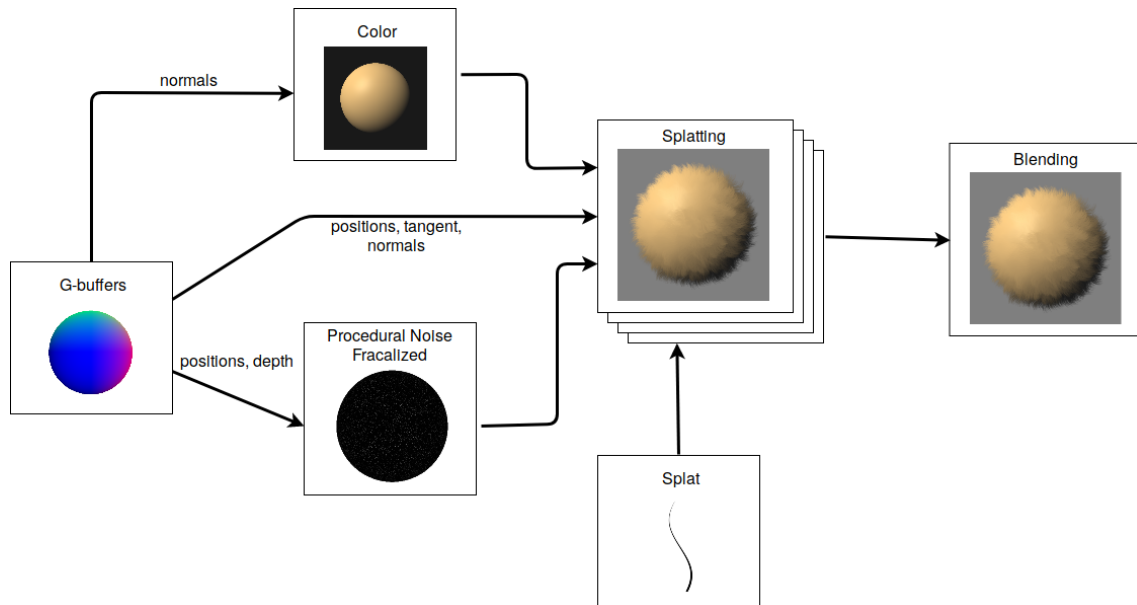 Color
normals
Splatting
Blending
positions, tangent,
normals
G-buffers
Procedural Noise
Fracalized
positions, depth
Splat